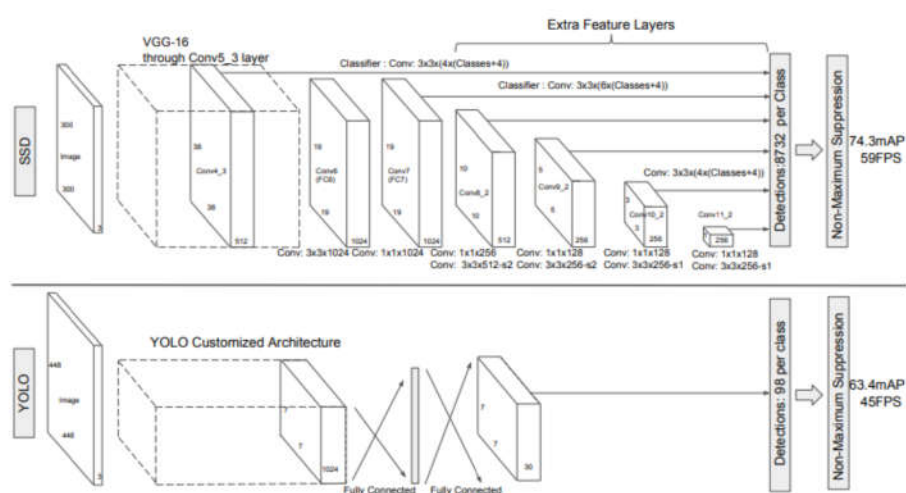 Extra Feature Layers
VGG-16
through Conv5_3 layer
Classifier : Conv: 3x3x(4x(Classes+4))
Classifier : Conv: 3x3x(6x(Classes+4))
SSD
300
Image
300
3
38
Conv4_3
38
512
19
Conv6
(FC6)
19
1024
19
Conv7
(FC7)
19
1024
10
Conv8_2
10
512
5
Conv9_2
5
256
Conv: 3x3x(4x(Classes+4))
3
Conv10_2
3
256
Conv11_2
256
Detections:8732 per Class
Non-Maximum Suppression
74.3mAP
59FPS
Conv: 3x3x1024
Conv: 1x1x1024
Conv: 1x1x256
Conv: 3x3x512-s2
Conv: 1x1x128
Conv: 3x3x256-s2
Conv: 1x1x128
Conv: 3x3x256-s1
Conv: 1x1x128
Conv: 3x3x256-s1
YOLO
448
Image
448
3
YOLO Customized Architecture
7
7
1024
Fully Connected
Fully Connected
7
7
30
Detections: 98 per class
Non-Maximum Suppression
63.4mAP
45FPS